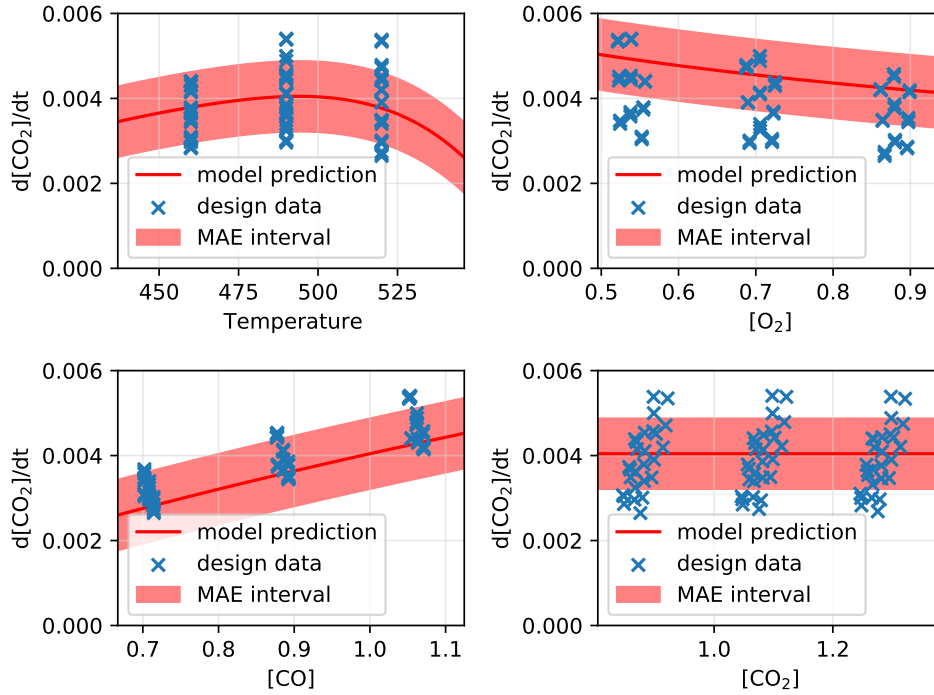 0.006
0.004
0.002
0.000
d[CO₂]/dt
model prediction
design data
MAE interval
450
475
500
525
Temperature
0.006
0.004
0.002
0.000
d[CO₂]/dt
model prediction
design data
MAE interval
0.5
0.6
0.7
0.8
0.9
[O₂]
0.006
0.004
0.002
0.000
d[CO₂]/dt
model prediction
design data
MAE interval
0.7
0.8
0.9
1.0
1.1
[CO]
0.006
0.004
0.002
0.000
d[CO₂]/dt
model prediction
design data
MAE interval
1.0
1.2
[CO₂]